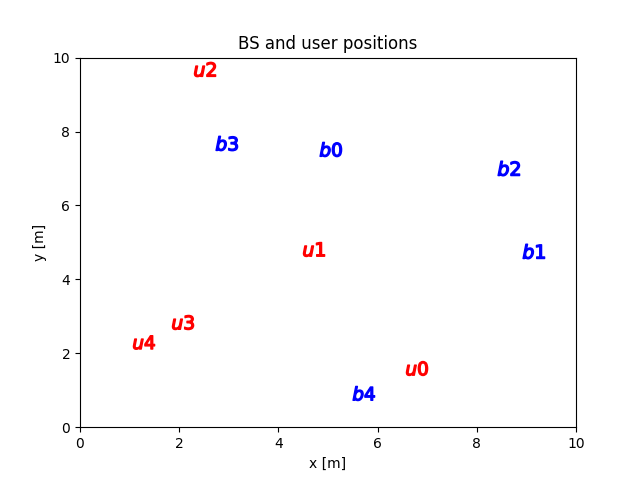 BS and user positions
10
u2
8
b3 b0
b2
6
y [m]
u1
b1
4
u3
u4
2
u0
b4
0
0 2 4 6 8 10
x [m]